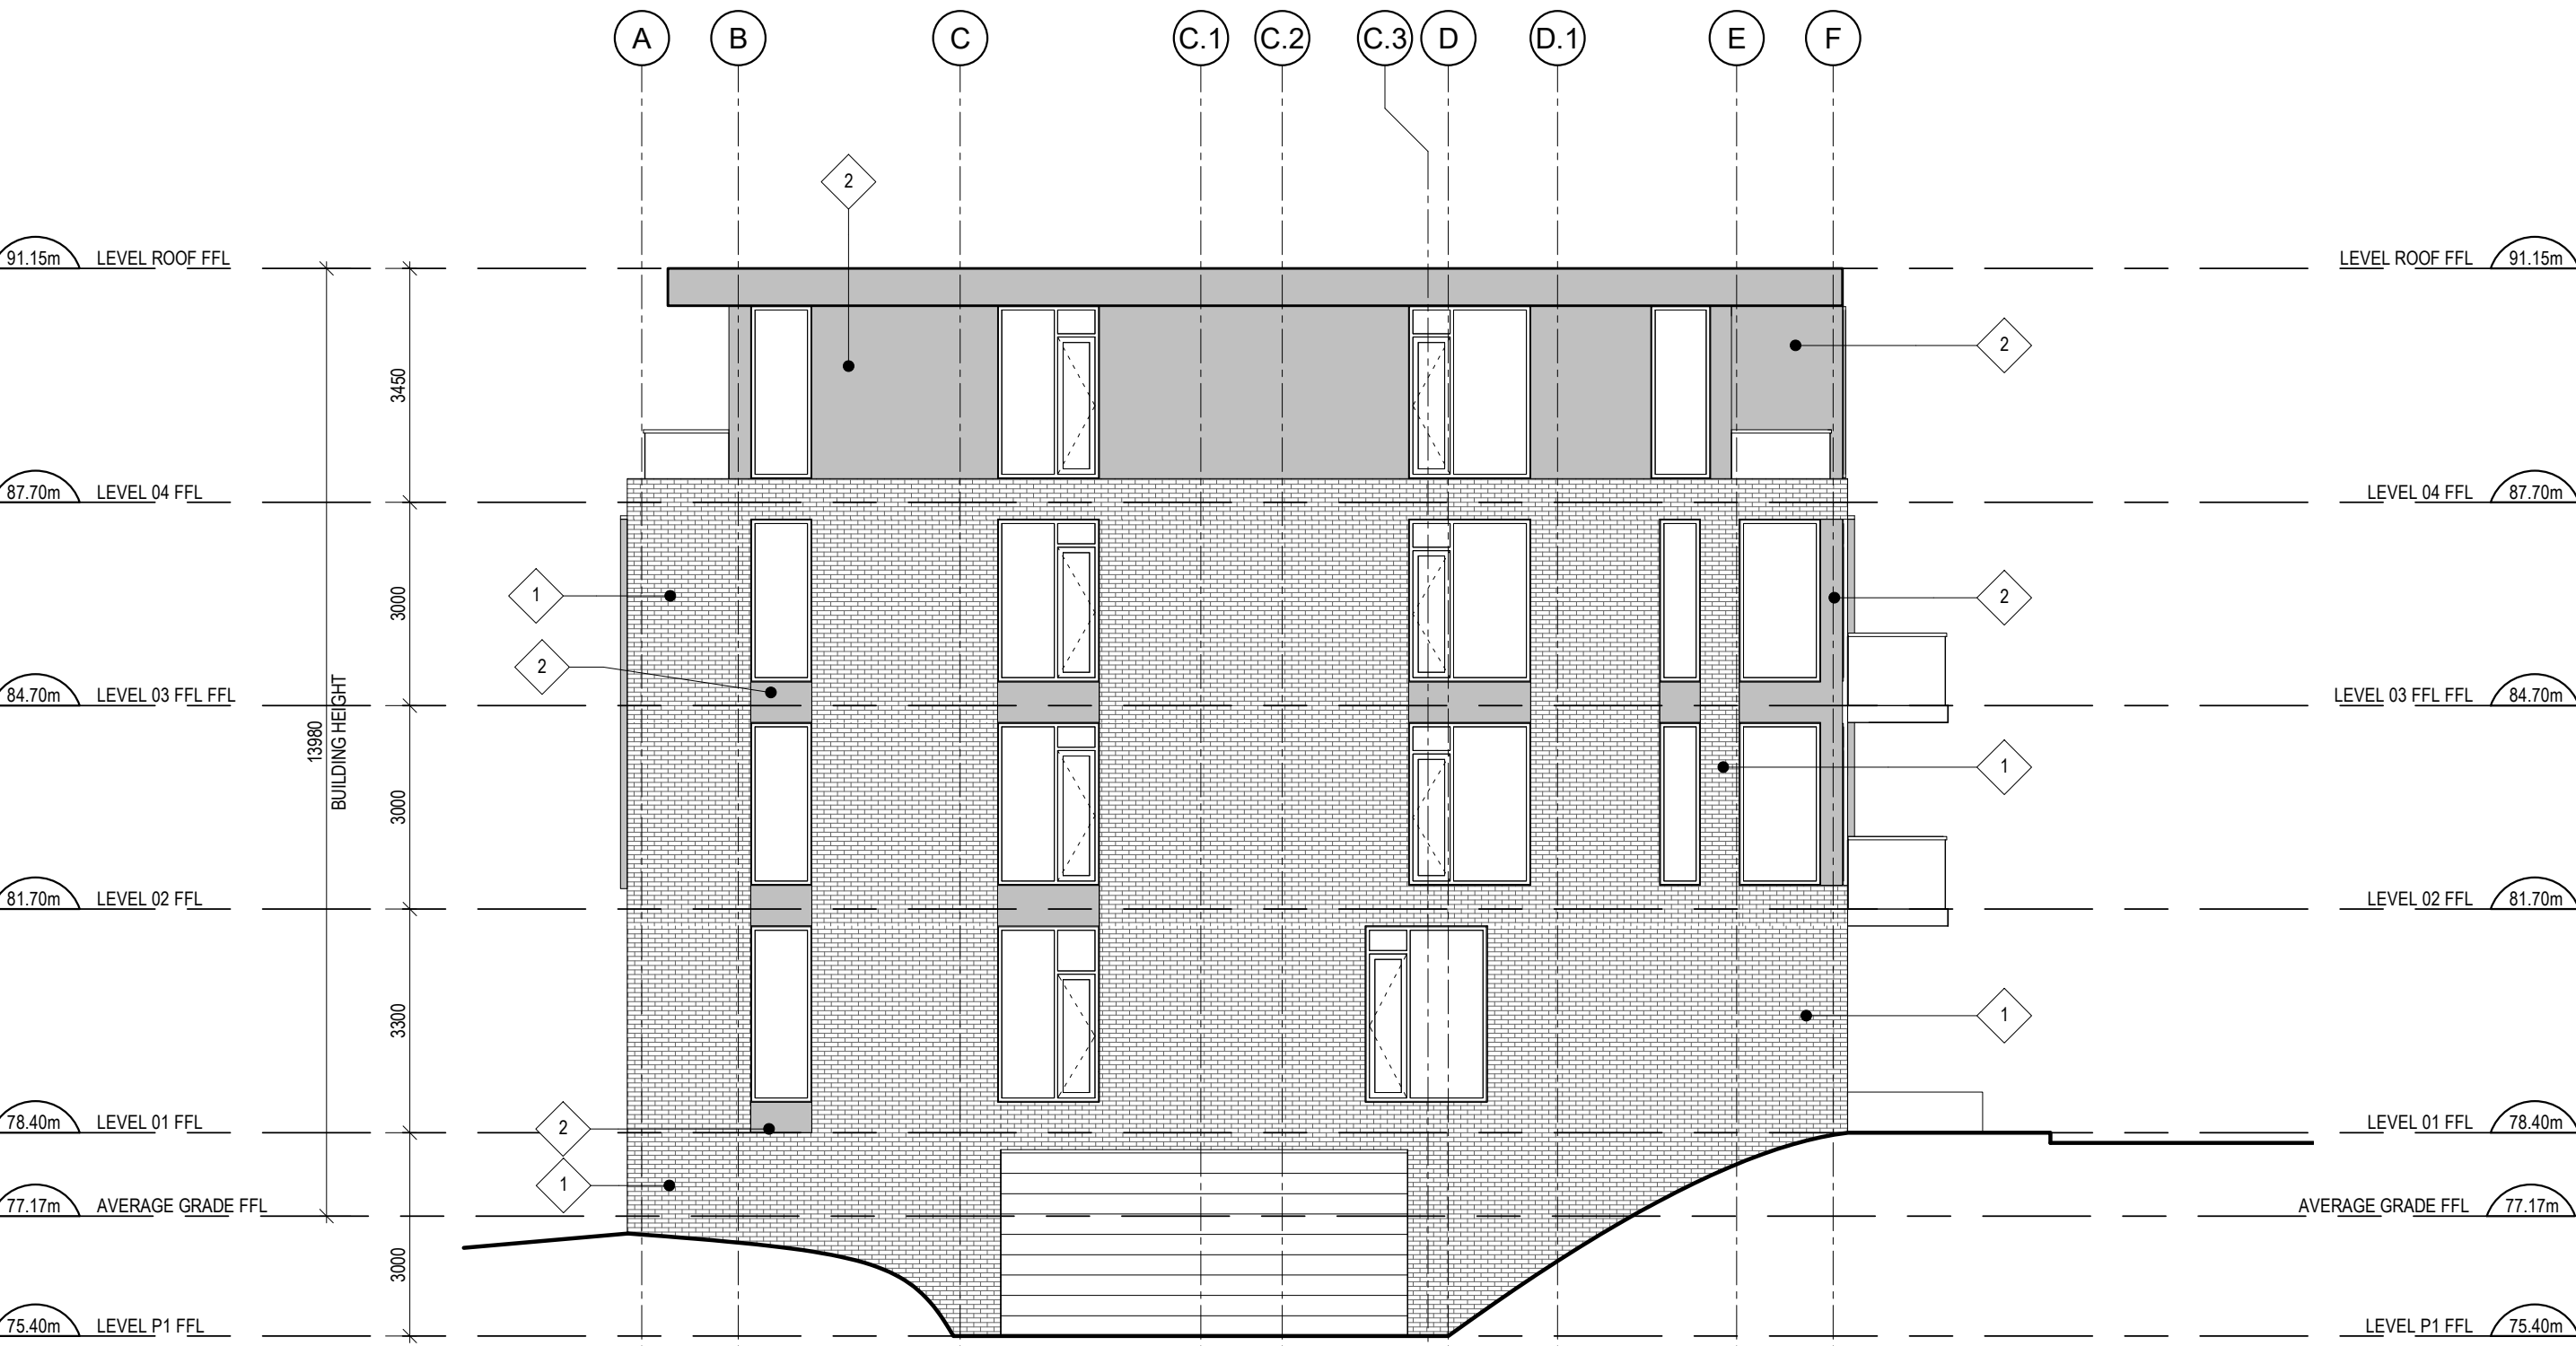 A B C C.1 C.2 C.3 D D.1 E F
2
91.15m LEVEL ROOF FFL
LEVEL ROOF FFL 91.15m
2
3450
87.70m LEVEL 04 FFL
LEVEL 04 FFL 87.70m
1
3000
2
2
84.70m LEVEL 03 FFL FFL
LEVEL 03 FFL FFL 84.70m
13980
BUILDING HEIGHT
1
3000
81.70m LEVEL 02 FFL
LEVEL 02 FFL 81.70m
3300
1
78.40m LEVEL 01 FFL
2
LEVEL 01 FFL 78.40m
1
77.17m AVERAGE GRADE FFL
AVERAGE GRADE FFL 77.17m
3000
75.40m LEVEL P1 FFL
LEVEL P1 FFL 75.40m